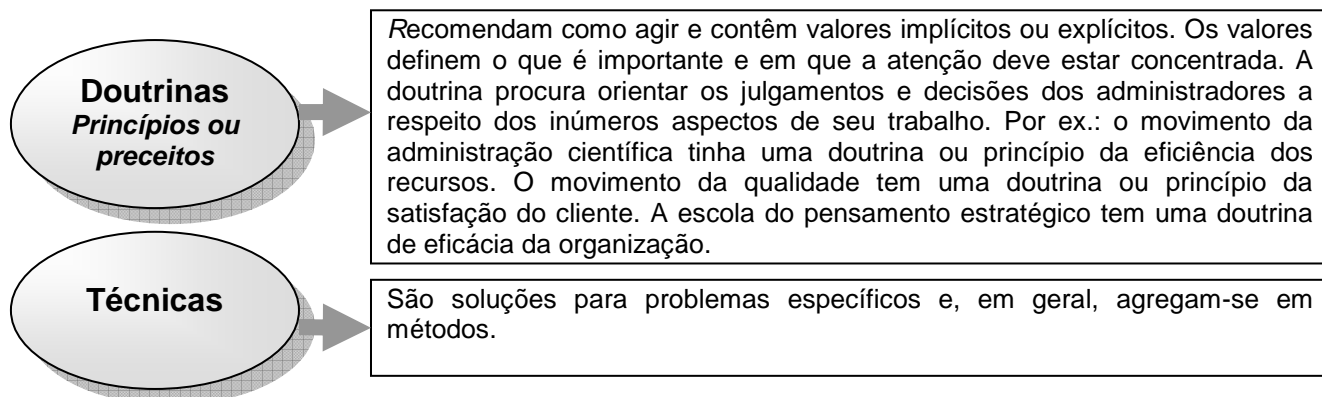 Doutrinas
Princípios ou
preceitos
Recomendam como agir e contêm valores implícitos ou explícitos. Os valores
definem o que é importante e em que a atenção deve estar concentrada. A
doutrina procura orientar os julgamentos e decisões dos administradores a
respeito dos inúmeros aspectos de seu trabalho. Por ex.: o movimento da
administração científica tinha uma doutrina ou princípio da eficiência dos
recursos. O movimento da qualidade tem uma doutrina ou princípio da
satisfação do cliente. A escola do pensamento estratégico tem uma doutrina
de eficácia da organização.
Técnicas
São soluções para problemas específicos e, em geral, agregam-se em
métodos.